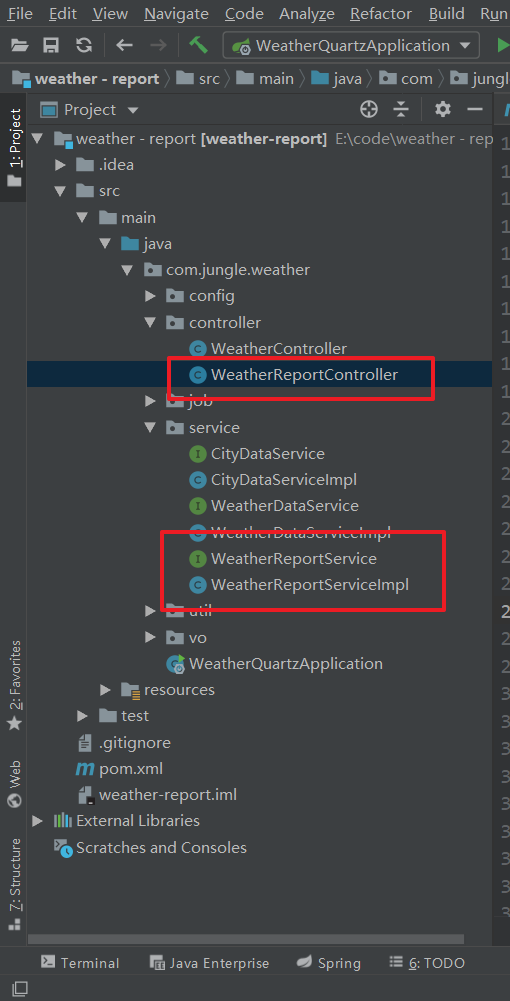 File Edit View Navigate Code Analyze Refactor Build Run
WeatherQuartzApplication
weather - report src main java com jungl
1: Project
Project
weather - report [weather-report] E:\code\weather - rep
.idea
src
main
java
com.jungle.weather
config
controller
WeatherController
WeatherReportController
job
service
CityDataService
CityDataServiceImpl
WeatherDataService
WeatherDataServiceImpl
WeatherReportService
WeatherReportServiceImpl
util
vo
WeatherQuartzApplication
resources
test
.gitignore
pom.xml
weather-report.iml
External Libraries
Scratches and Consoles
2: Favorites
Web
7: Structure
Terminal Java Enterprise Spring 6: TODO